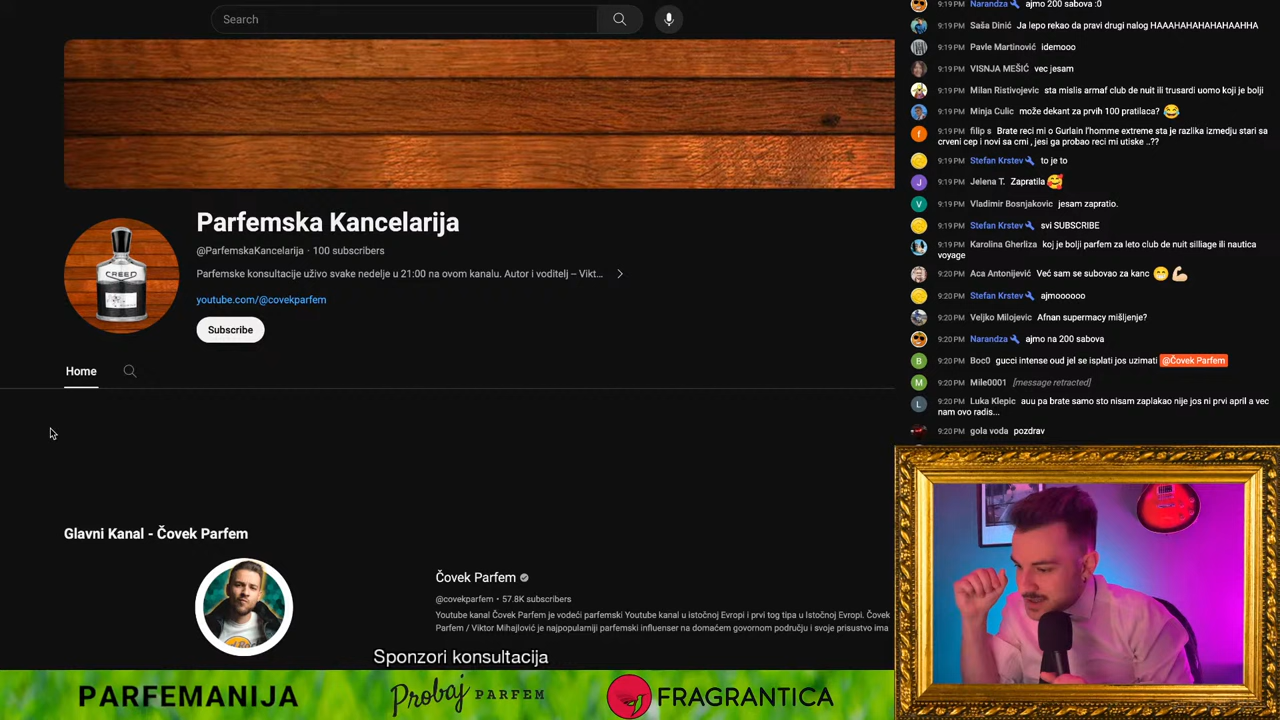 Search
Parfemska Kancelarija
@ParfemskaKancelarija · 100 subscribers
Parfemske konsultacije uživo svake nedelje u 21:00 na ovom kanalu. Autor i voditelj – Vikt...
youtube.com/@covekparfem
Subscribe
Home
CREED
Glavni Kanal - Čovek Parfem
Čovek Parfem
@covekparfem • 57.8K subscribers
Youtube kanal Čovek Parfem je vodeći parfemski Youtube kanal u istočnoj Evropi i prvi tog tipa u Istočnoj Evropi. Čovek
Parfem / Viktor Mihajlović je najpopularniji parfemski influenser na domaćem govornom području i svoje prisustvo ima
Sponzori konsultacija
PARFEMANIJA
Probaj PARFEM
FRAGRANTICA
9:19 PM Narandza ajmo 200 sabova :0
9:19 PM Saša Dinić Ja lepo rekao da pravi drugi nalog HAAAHAHAHAHAHAAHHA
9:19 PM Pavle Martinović idemooo
9:19 PM VISNJA MEŠIĆ vec jesam
9:19 PM Milan Ristivojevic sta mislis armaf club de nuit ili trusardi uomo koji je bolji
9:19 PM Minja Culic može dekant za prvih 100 pratilaca? 😂
9:19 PM filip s Brate reci mi o Gurlain l'homme extreme sta je razlika izmedju stari sa
crveni cep i novi sa crni , jesi ga probao reci mi utiske ..??
9:19 PM Stefan Krstev to je to
9:19 PM Jelena T. Zapratila 🥰
9:19 PM Vladimir Bosnjakovic jesam zapratio.
9:19 PM Stefan Krstev svi SUBSCRIBE
9:19 PM Karolina Gherliza koj je bolji parfem za leto club de nuit silliage ili nautica
voyage
9:20 PM Aca Antonijević Već sam se subovao za kanc 😁 💪🏻
9:20 PM Stefan Krstev ajmoooooo
9:20 PM Veljko Milojevic Afnan supermacy mišljenje?
9:20 PM Narandza ajmo na 200 sabova
9:20 PM Boc0 gucci intense oud jel se isplati jos uzimati @Čovek Parfem
9:20 PM Mile0001 [message retracted]
9:20 PM Luka Klepic auu pa brate samo sto nisam zaplakao nije jos ni prvi april a vec
nam ovo radis...
9:20 PM gola voda pozdrav